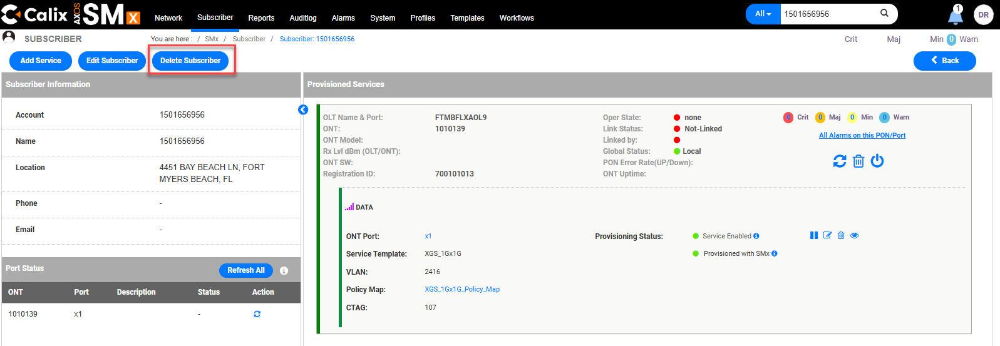 Calix AXOS SMx
Network Subscriber Reports Auditlog Alarms System Profiles Templates Workflows
All 1501656956
1
DR
SUBSCRIBER
You are here : / SMx / Subscriber / Subscriber: 1501656956
Crit Maj Min 0 Warn
Add Service Edit Subscriber Delete Subscriber
Back
Subscriber Information
Account 1501656956
Name 1501656956
Location 4451 BAY BEACH LN, FORT
MYERS BEACH, FL
Phone -
Email -
Port Status Refresh All
ONT Port Description Status Action
1010139 x1 -
Provisioned Services
OLT Name & Port: FTMBFLXAOL9
ONT: 1010139
ONT Model:
Rx Lvl dBm (OLT/ONT):
ONT SW:
Registration ID: 700101013
Oper State: none
Link Status: Not-Linked
Linked by:
Global Status: Local
PON Error Rate(UP/Down):
ONT Uptime:
0 Crit 0 Maj 0 Min 0 Warn
All Alarms on this PON/Port
DATA
ONT Port: x1
Service Template: XGS_1Gx1G
VLAN: 2416
Policy Map: XGS_1Gx1G_Policy_Map
CTAG: 107
Provisioning Status: Service Enabled
Provisioned with SMx